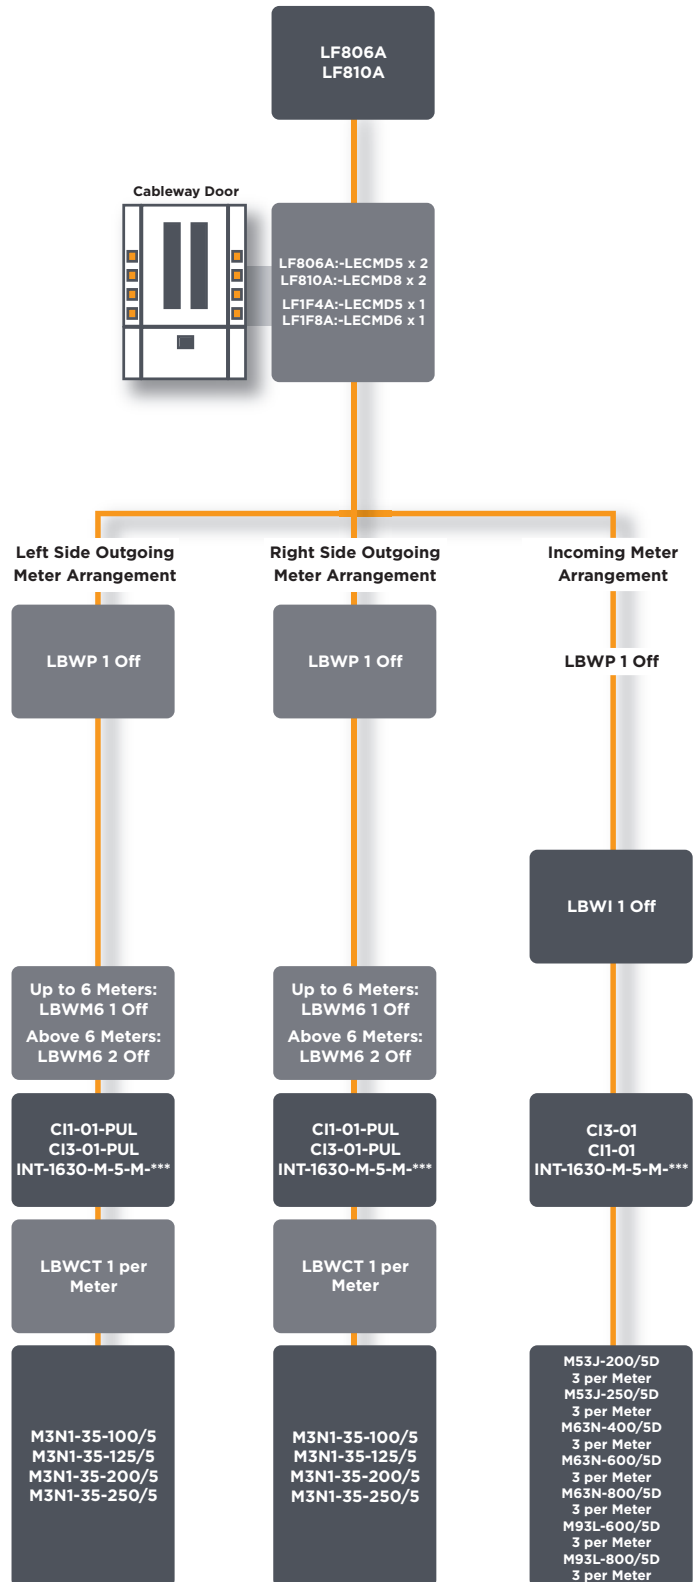 LF806A
LF810A
Cableway Door
LF806A:-LECMD5 x 2
LF810A:-LECMD8 x 2
LF1F4A:-LECMD5 x 1
LF1F8A:-LECMD6 x 1
Left Side Outgoing
Meter Arrangement
Right Side Outgoing
Meter Arrangement
Incoming Meter
Arrangement
LBWP 1 Off
LBWP 1 Off
LBWP 1 Off
LBWI 1 Off
Up to 6 Meters:
LBWM6 1 Off
Above 6 Meters:
LBWM6 2 Off
Up to 6 Meters:
LBWM6 1 Off
Above 6 Meters:
LBWM6 2 Off
CI1-01-PUL
CI3-01-PUL
INT-1630-M-5-M-***
CI1-01-PUL
CI3-01-PUL
INT-1630-M-5-M-***
CI3-01
CI1-01
INT-1630-M-5-M-***
LBWCT 1 per
Meter
LBWCT 1 per
Meter
M3N1-35-100/5
M3N1-35-125/5
M3N1-35-200/5
M3N1-35-250/5
M3N1-35-100/5
M3N1-35-125/5
M3N1-35-200/5
M3N1-35-250/5
M53J-200/5D
3 per Meter
M53J-250/5D
3 per Meter
M63N-400/5D
3 per Meter
M63N-600/5D
3 per Meter
M63N-800/5D
3 per Meter
M93L-600/5D
3 per Meter
M93L-800/5D
3 per Meter